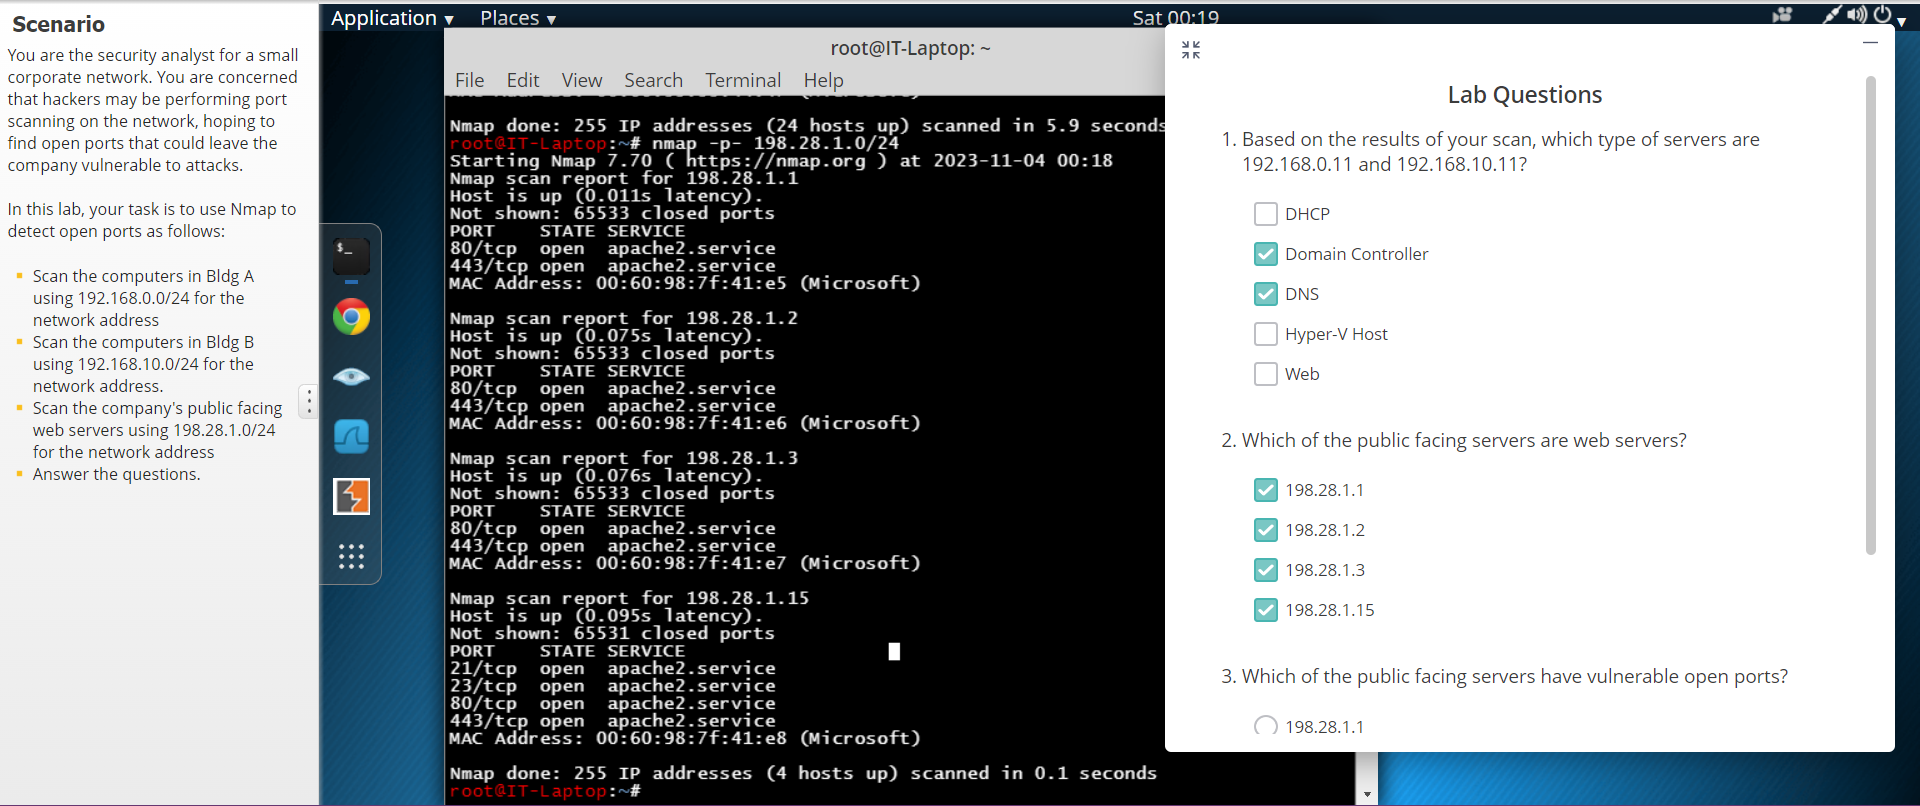 Scenario
You are the security analyst for a small
corporate network. You are concerned
that hackers may be performing port
scanning on the network, hoping to
find open ports that could leave the
company vulnerable to attacks.
In this lab, your task is to use Nmap to
detect open ports as follows:
Scan the computers in Bldg A
using 192.168.0.0/24 for the
network address
Scan the computers in Bldg B
using 192.168.10.0/24 for the
network address.
Scan the company's public facing
web servers using 198.28.1.0/24
for the network address
Answer the questions.
Application ▾ Places ▾ Sat 00:19
root@IT-Laptop: ~
File Edit View Search Terminal Help
Nmap done: 255 IP addresses (24 hosts up) scanned in 5.9 seconds
root@IT-Laptop:~# nmap -p- 198.28.1.0/24
Starting Nmap 7.70 ( https://nmap.org ) at 2023-11-04 00:18
Nmap scan report for 198.28.1.1
Host is up (0.011s latency).
Not shown: 65533 closed ports
PORT STATE SERVICE
80/tcp open apache2.service
443/tcp open apache2.service
MAC Address: 00:60:98:7f:41:e5 (Microsoft)
Nmap scan report for 198.28.1.2
Host is up (0.075s latency).
Not shown: 65533 closed ports
PORT STATE SERVICE
80/tcp open apache2.service
443/tcp open apache2.service
MAC Address: 00:60:98:7f:41:e6 (Microsoft)
Nmap scan report for 198.28.1.3
Host is up (0.076s latency).
Not shown: 65533 closed ports
PORT STATE SERVICE
80/tcp open apache2.service
443/tcp open apache2.service
MAC Address: 00:60:98:7f:41:e7 (Microsoft)
Nmap scan report for 198.28.1.15
Host is up (0.095s latency).
Not shown: 65531 closed ports
PORT STATE SERVICE
21/tcp open apache2.service
23/tcp open apache2.service
80/tcp open apache2.service
443/tcp open apache2.service
MAC Address: 00:60:98:7f:41:e8 (Microsoft)
Nmap done: 255 IP addresses (4 hosts up) scanned in 0.1 seconds
root@IT-Laptop:~#
Lab Questions
1. Based on the results of your scan, which type of servers are
192.168.0.11 and 192.168.10.11?
DHCP
Domain Controller
DNS
Hyper-V Host
Web
2. Which of the public facing servers are web servers?
198.28.1.1
198.28.1.2
198.28.1.3
198.28.1.15
3. Which of the public facing servers have vulnerable open ports?
198.28.1.1